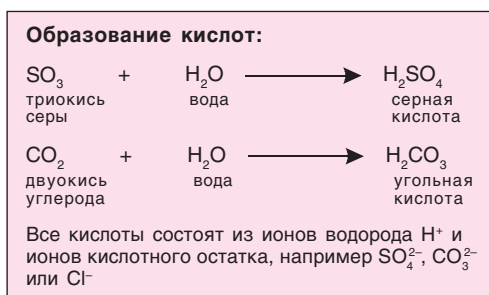 Образование кислот:
SO₃ + H₂O ⟶ H₂SO₄
триокись серы вода серная кислота
CO₂ + H₂O ⟶ H₂CO₃
двуокись углерода вода угольная кислота
Все кислоты состоят из ионов водорода H⁺ и
ионов кислотного остатка, например SO₄²⁻, CO₃²⁻
или Cl⁻